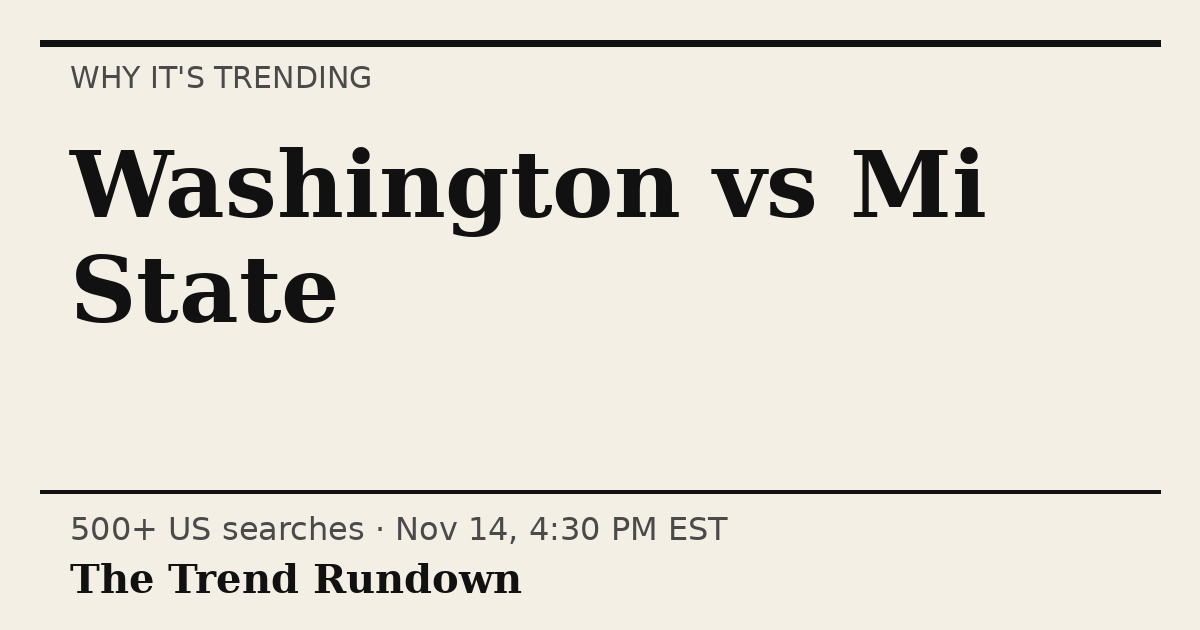 WHY IT'S TRENDING
Washington vs Mi
State
500+ US searches · Nov 14, 4:30 PM EST
The Trend Rundown